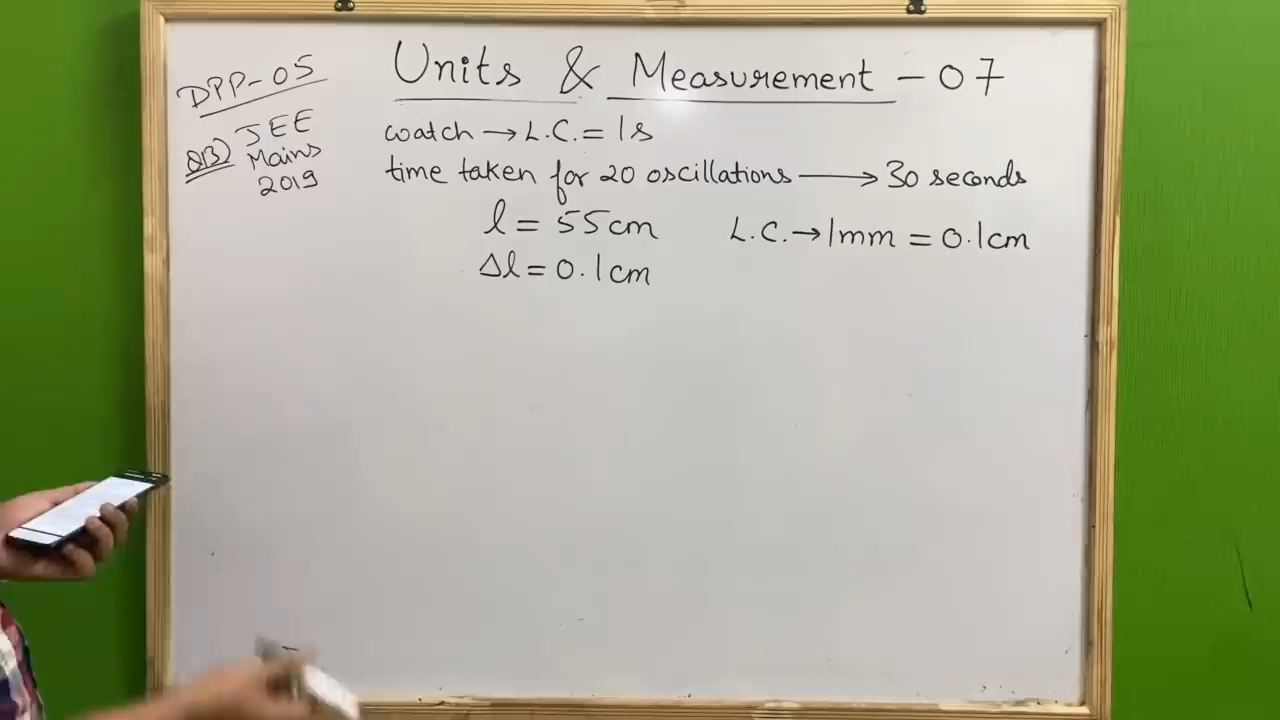 DPP-05
Units & Measurement - 07
Q13) JEE
Mains
2019
watch → L.C. = 1s
time taken for 20 oscillations → 30 seconds
l = 55cm L.C. → 1mm = 0.1cm
Δl = 0.1cm